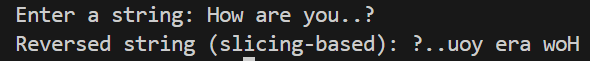 Enter a string: How are you..?
Reversed string (slicing-based): ?..uoy era woH